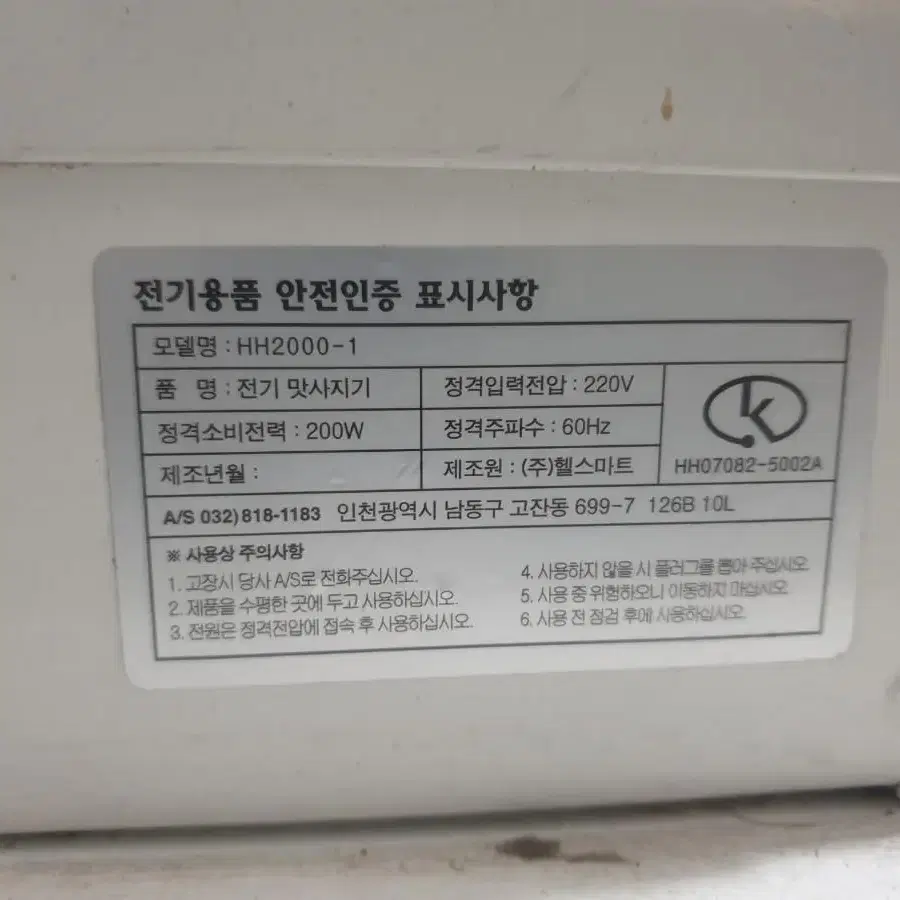 전기용품 안전인증 표시사항
모델명 : HH2000-1
품 명 : 전기 맛사지기
정격입력전압 : 220V
정격소비전력 : 200W
정격주파수 : 60Hz
제조년월 :
제조원 : (주)헬스마트
HH07082-5002A
A/S 032)818-1183 인천광역시 남동구 고잔동 699-7 126B 10L
※ 사용상 주의사항
1. 고장시 당사 A/S로 전화주십시오.
2. 제품을 수평한 곳에 두고 사용하십시오.
3. 전원은 정격전압에 접속 후 사용하십시오.
4. 사용하지 않을 시 플러그를 뽑아 주십시오.
5. 사용 중 위험하오니 이동하지 마십시오
6. 사용 전 점검 후에 사용하십시오.